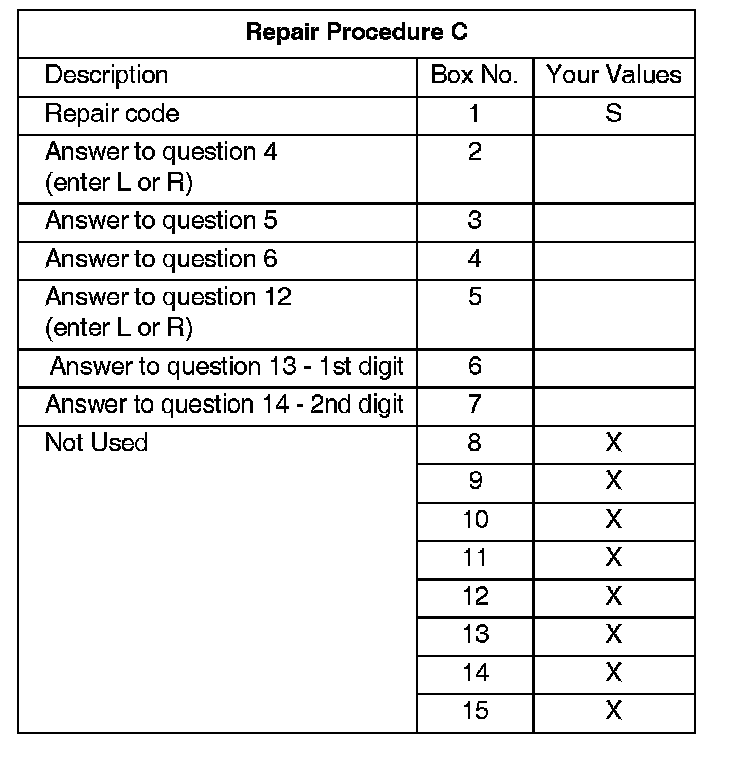 Repair Procedure C
Description Box No. Your Values
Repair code 1 S
Answer to question 4 2
(enter L or R)
Answer to question 5 3
Answer to question 6 4
Answer to question 12 5
(enter L or R)
Answer to question 13 - 1st digit 6
Answer to question 14 - 2nd digit 7
Not Used 8 X
9 X
10 X
11 X
12 X
13 X
14 X
15 X